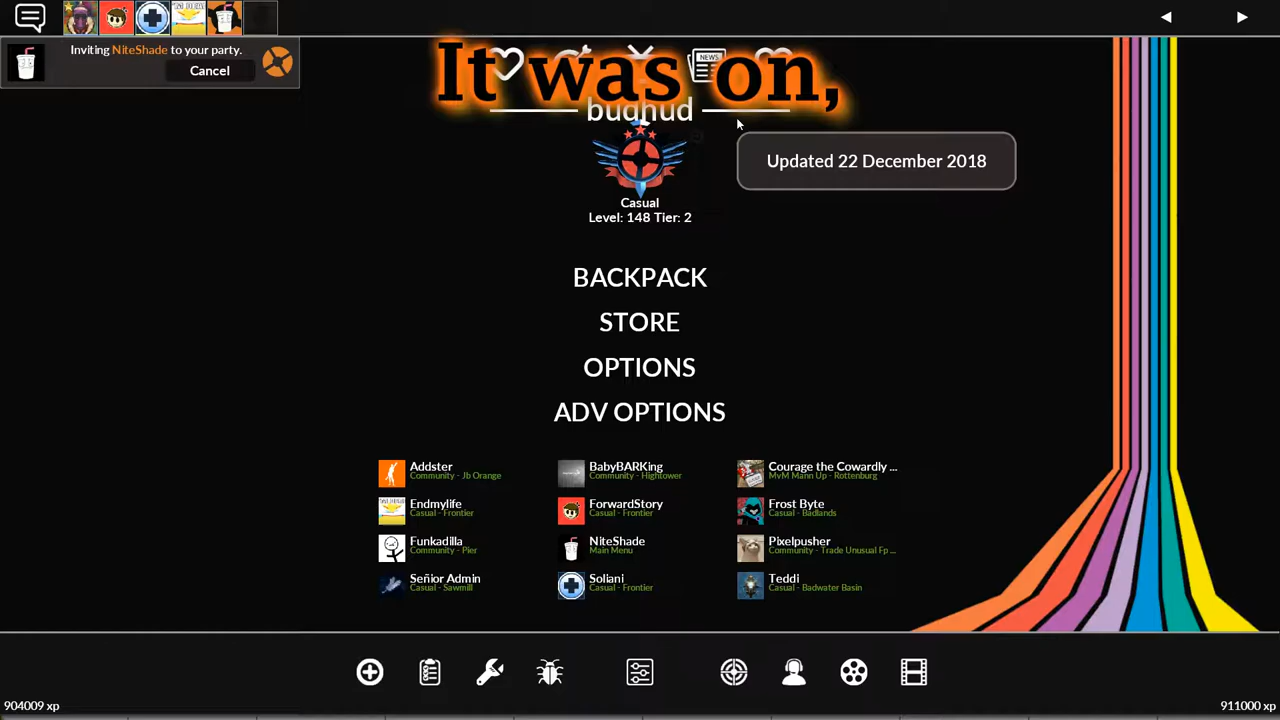 Inviting NiteShade to your party.
Cancel
It was on,
NEWS
budhud
Updated 22 December 2018
Casual
Level: 148 Tier: 2
BACKPACK
STORE
OPTIONS
ADV OPTIONS
Addster
Community - Jb Orange
BabyBARKing
Community - Hightower
Courage the Cowardly ...
MvM Mann Up - Rottenburg
Endmylife
Casual - Frontier
ForwardStory
Casual - Frontier
Frost Byte
Casual - Badlands
Funkadilla
Community - Pier
NiteShade
Main Menu
Pixelpusher
Community - Trade Unusual Fp ...
Señior Admin
Casual - Sawmill
Soliani
Casual - Frontier
Teddi
Casual - Badwater Basin
904009 xp
911000 xp